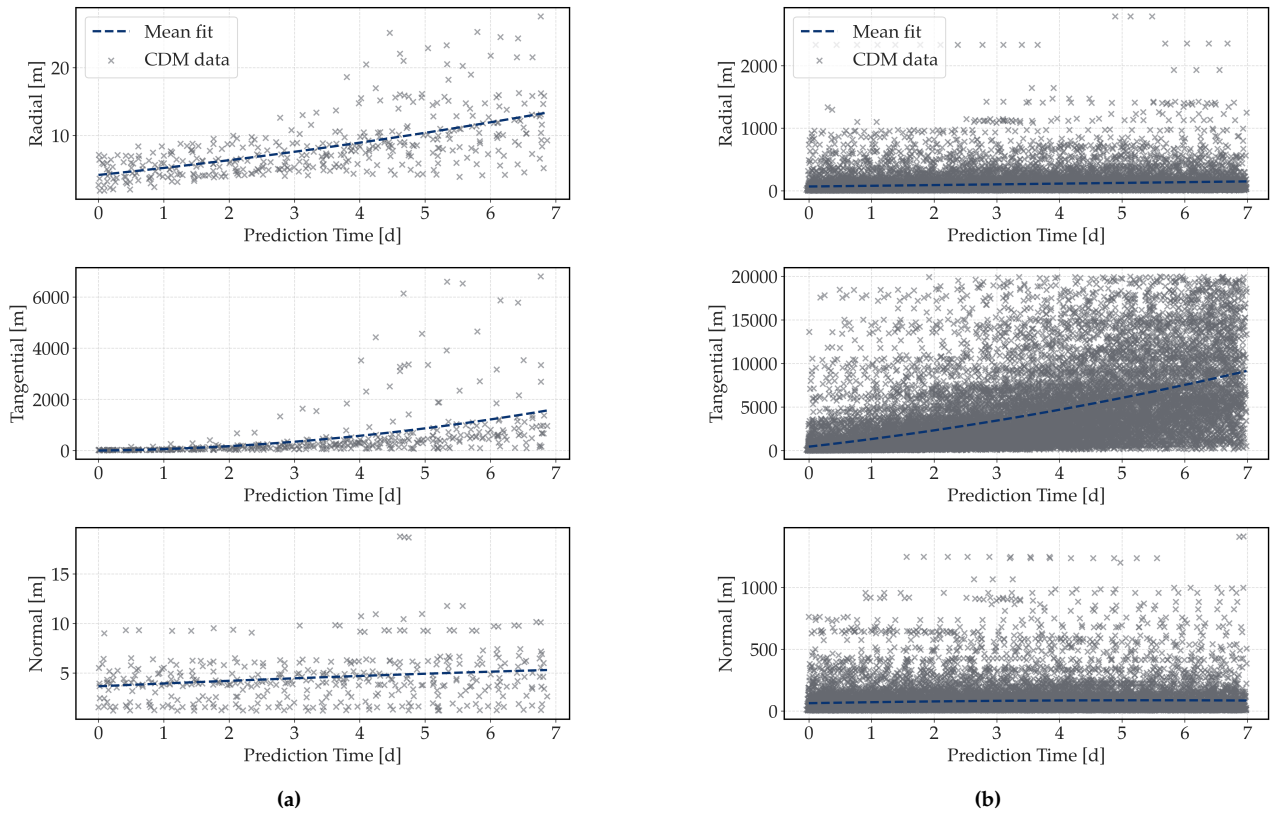 Radial [m]
20
10
Mean fit
CDM data
0 1 2 3 4 5 6 7
Prediction Time [d]
Tangential [m]
6000
4000
2000
0
0 1 2 3 4 5 6 7
Prediction Time [d]
Normal [m]
15
10
5
0 1 2 3 4 5 6 7
Prediction Time [d]
(a)
Radial [m]
2000
1000
0
Mean fit
CDM data
0 1 2 3 4 5 6 7
Prediction Time [d]
Tangential [m]
20000
15000
10000
5000
0
0 1 2 3 4 5 6 7
Prediction Time [d]
Normal [m]
1000
500
0
0 1 2 3 4 5 6 7
Prediction Time [d]
(b)